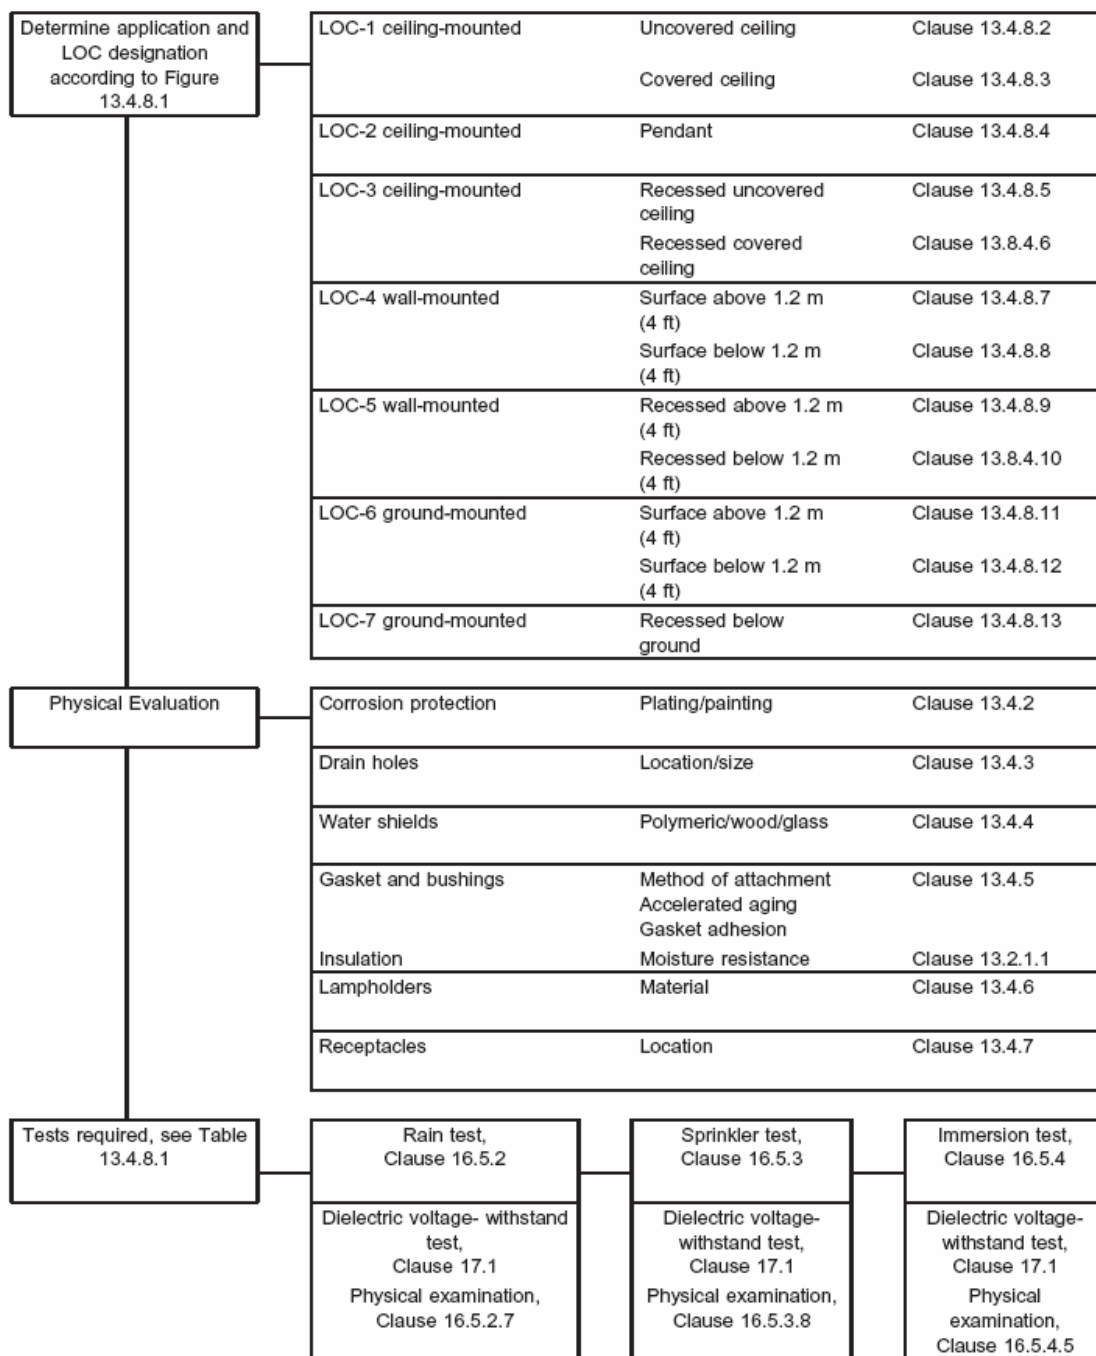 Determine application and
LOC designation
according to Figure
13.4.8.1
LOC-1 ceiling-mounted Uncovered ceiling Clause 13.4.8.2
Covered ceiling Clause 13.4.8.3
LOC-2 ceiling-mounted Pendant Clause 13.4.8.4
LOC-3 ceiling-mounted Recessed uncovered Clause 13.4.8.5
ceiling
Recessed covered Clause 13.8.4.6
ceiling
LOC-4 wall-mounted Surface above 1.2 m Clause 13.4.8.7
(4 ft)
Surface below 1.2 m Clause 13.4.8.8
(4 ft)
LOC-5 wall-mounted Recessed above 1.2 m Clause 13.4.8.9
(4 ft)
Recessed below 1.2 m Clause 13.8.4.10
(4 ft)
LOC-6 ground-mounted Surface above 1.2 m Clause 13.4.8.11
(4 ft)
Surface below 1.2 m Clause 13.4.8.12
(4 ft)
LOC-7 ground-mounted Recessed below Clause 13.4.8.13
ground
Physical Evaluation
Corrosion protection Plating/painting Clause 13.4.2
Drain holes Location/size Clause 13.4.3
Water shields Polymeric/wood/glass Clause 13.4.4
Gasket and bushings Method of attachment Clause 13.4.5
Accelerated aging
Gasket adhesion
Insulation Moisture resistance Clause 13.2.1.1
Lampholders Material Clause 13.4.6
Receptacles Location Clause 13.4.7
Tests required, see Table
13.4.8.1
Rain test,
Clause 16.5.2
Dielectric voltage- withstand
test,
Clause 17.1
Physical examination,
Clause 16.5.2.7
Sprinkler test,
Clause 16.5.3
Dielectric voltage-
withstand test,
Clause 17.1
Physical examination,
Clause 16.5.3.8
Immersion test,
Clause 16.5.4
Dielectric voltage-
withstand test,
Clause 17.1
Physical
examination,
Clause 16.5.4.5